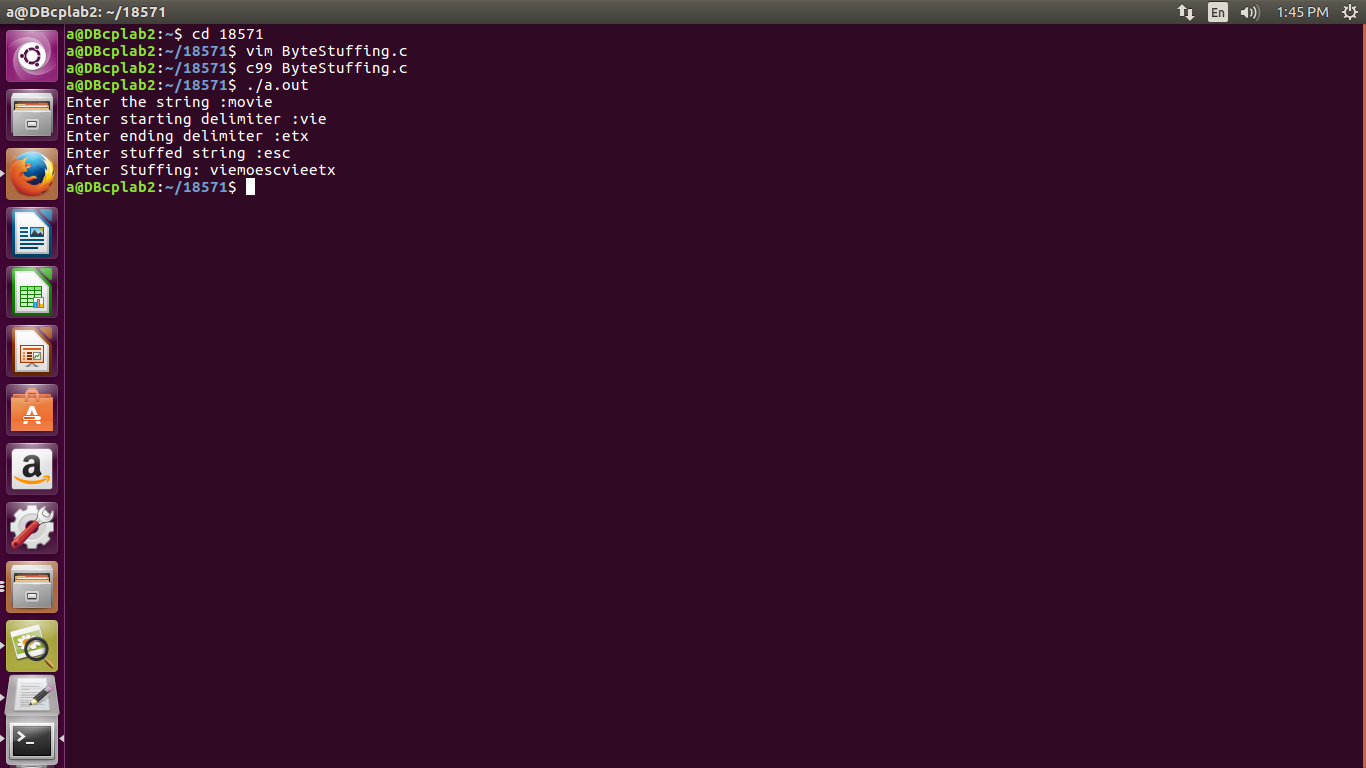 a@DBcplab2: ~/18571
En
1:45 PM
a@DBcplab2:~$ cd 18571
a@DBcplab2:~/18571$ vim ByteStuffing.c
a@DBcplab2:~/18571$ c99 ByteStuffing.c
a@DBcplab2:~/18571$ ./a.out
Enter the string :movie
Enter starting delimiter :vie
Enter ending delimiter :etx
Enter stuffed string :esc
After Stuffing: viemoescvieetx
a@DBcplab2:~/18571$